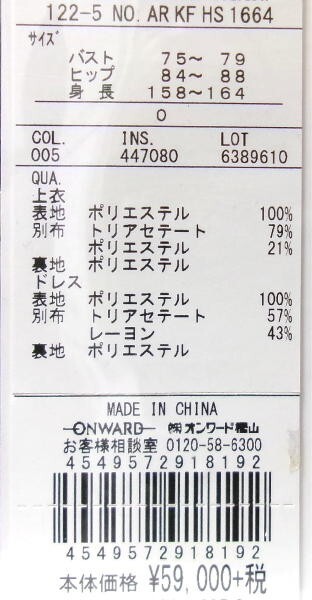 122-5 NO. ARKFHS1664
ｻｲｽﾞ
バスト 75～ 79
ヒップ 84～ 88
身 長 158～164
0
COL. INS. LOT
005 447080 6389610
QUA.
上衣
表地 ポリエステル 100%
別布 トリアセテート 79%
ポリエステル 21%
裏地 ポリエステル
ドレス
表地 ポリエステル 100%
別布 トリアセテート 57%
レーヨン 43%
裏地 ポリエステル
MADE IN CHINA
ONWARD ㈱オンワード樫山
お客様相談室 0120-58-6300
4549572918192
4549572918192
本体価格 ¥59,000+税